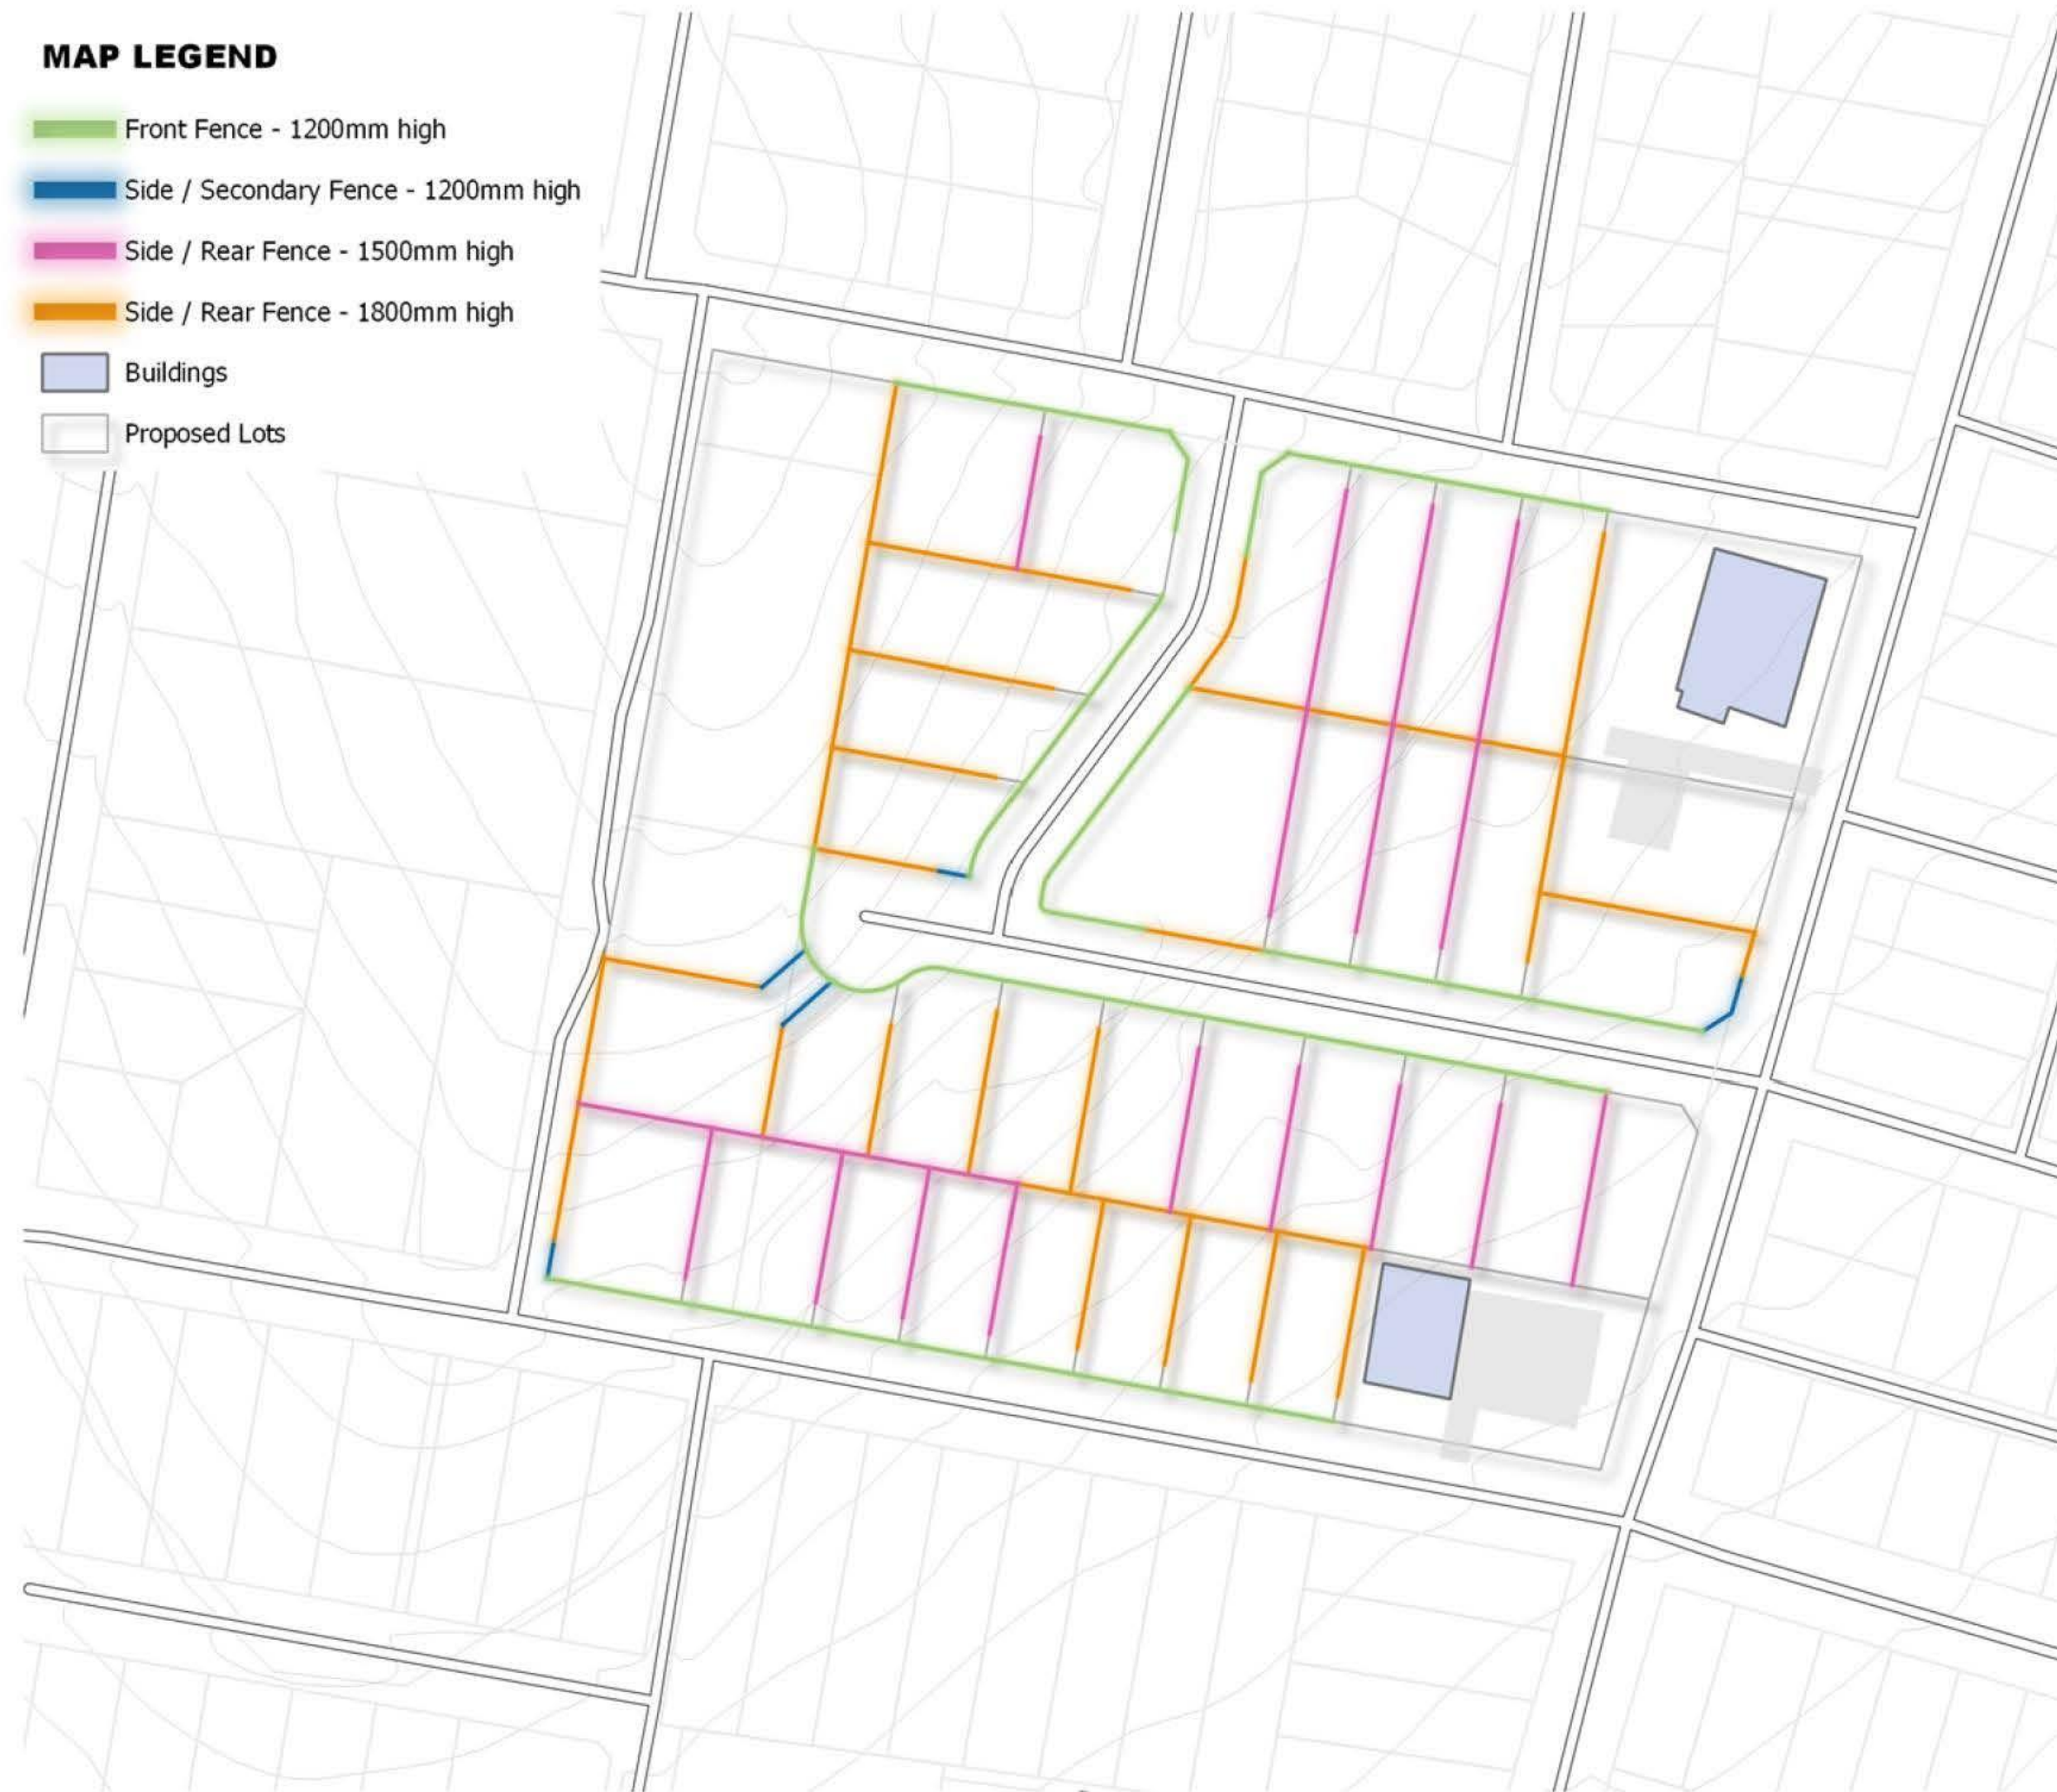 MAP LEGEND
Front Fence - 1200mm high
Side / Secondary Fence - 1200mm high
Side / Rear Fence - 1500mm high
Side / Rear Fence - 1800mm high
Buildings
Proposed Lots